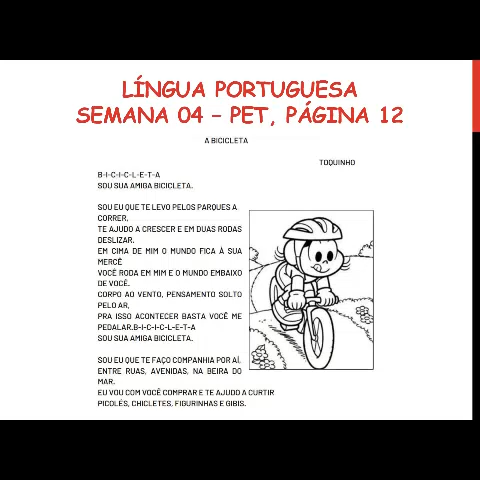 LÍNGUA PORTUGUESA
SEMANA 04 – PET, PÁGINA 12
A BICICLETA
TOQUINHO
B-I-C-I-C-L-E-T-A
SOU SUA AMIGA BICICLETA.
SOU EU QUE TE LEVO PELOS PARQUES A
CORRER,
TE AJUDO A CRESCER E EM DUAS RODAS
DESLIZAR.
EM CIMA DE MIM O MUNDO FICA À SUA
MERCÊ
VOCÊ RODA EM MIM E O MUNDO EMBAIXO
DE VOCÊ.
CORPO AO VENTO, PENSAMENTO SOLTO
PELO AR,
PRA ISSO ACONTECER BASTA VOCÊ ME
PEDALAR.B-I-C-I-C-L-E-T-A
SOU SUA AMIGA BICICLETA.
SOU EU QUE TE FAÇO COMPANHIA POR AÍ,
ENTRE RUAS, AVENIDAS, NA BEIRA DO
MAR.
EU VOU COM VOCÊ COMPRAR E TE AJUDO A CURTIR
PICOLÉS, CHICLETES, FIGURINHAS E GIBIS.